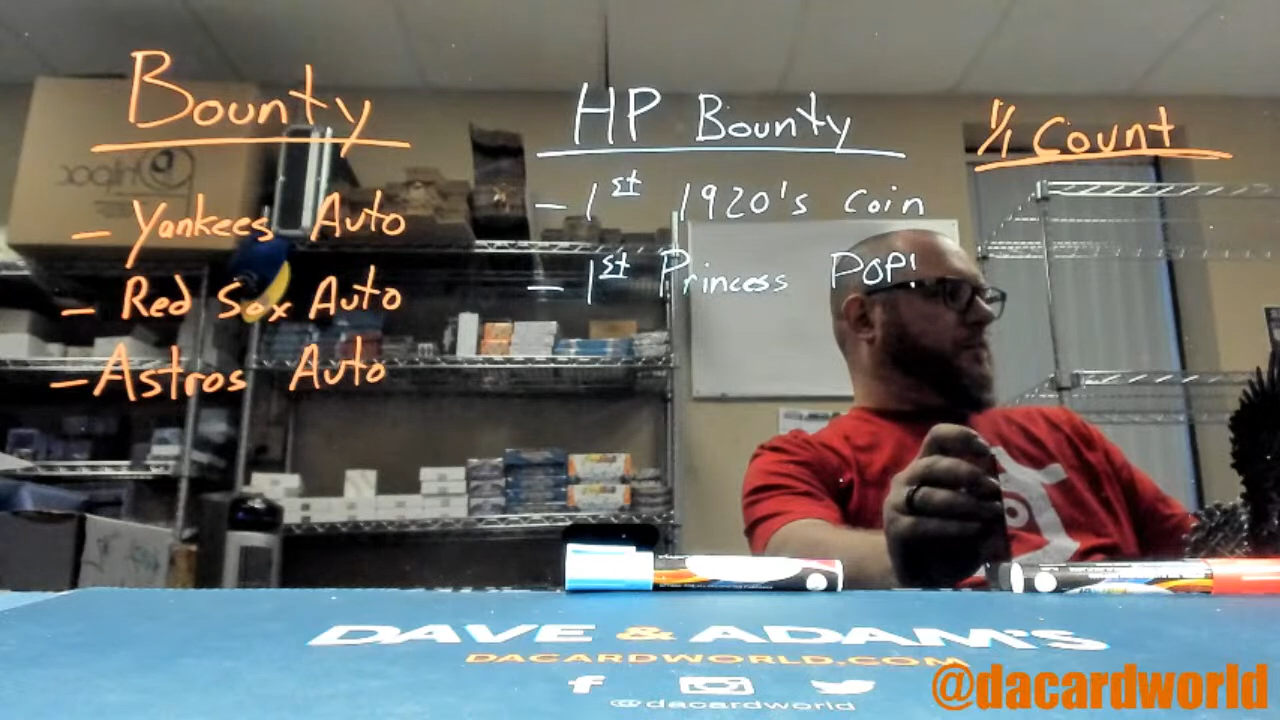 Bounty
- Yankees Auto
- Red Sox Auto
- Astros Auto
HP Bounty
- 1st 1920's Coin
- 1st Princess POP!
1/1 Count
DAVE & ADAM'S
DACARDWORLD.COM
@dacardworld
@dacardworld